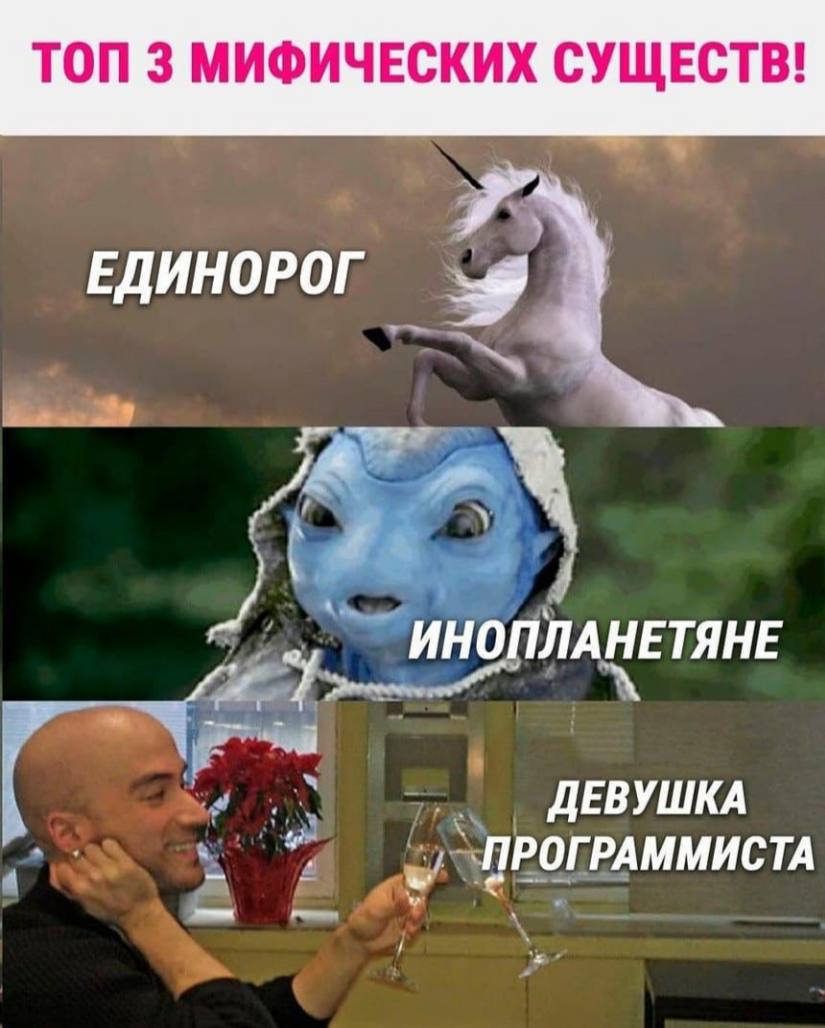 ТОП 3 МИФИЧЕСКИХ СУЩЕСТВ!
ЕДИНОРОГ
ИНОПЛАНЕТЯНЕ
ДЕВУШКА
ПРОГРАММИСТА